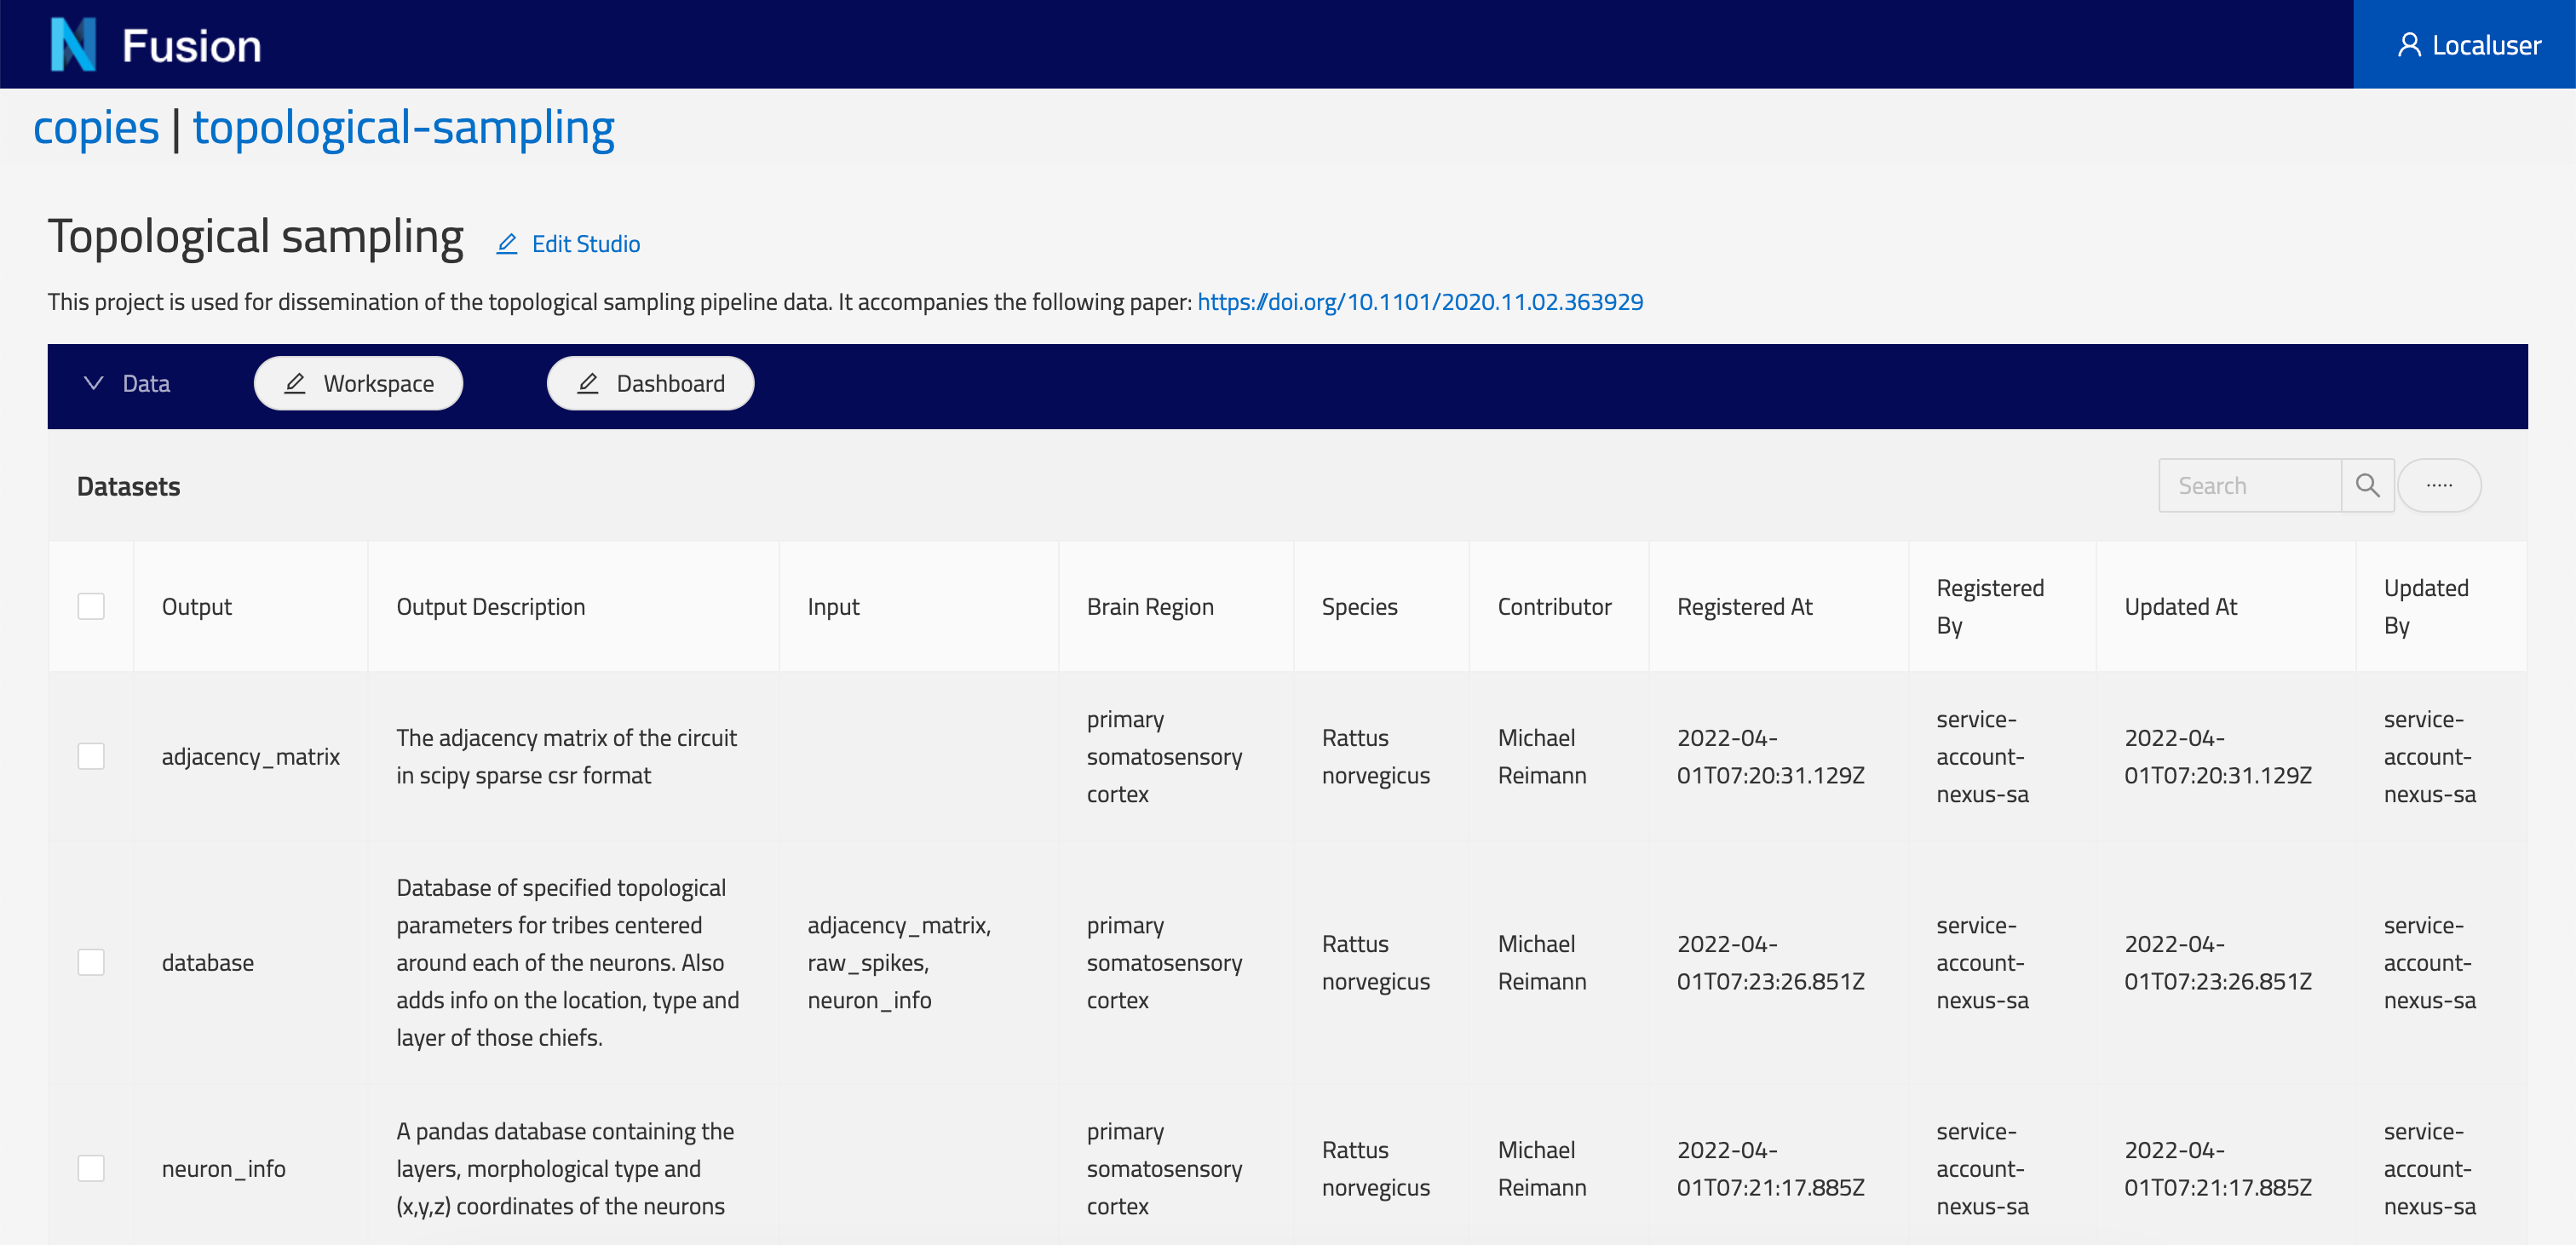 Fusion
Localuser
copies | topological-sampling
Topological sampling
Edit Studio
This project is used for dissemination of the topological sampling pipeline data. It accompanies the following paper: https://doi.org/10.1101/2020.11.02.363929
Data
Workspace
Dashboard
Datasets
Search
.....
Output
Output Description
Input
Brain Region
Species
Contributor
Registered At
Registered
By
Updated At
Updated
By
adjacency_matrix
The adjacency matrix of the circuit
in scipy sparse csr format
primary
somatosensory
cortex
Rattus
norvegicus
Michael
Reimann
2022-04-
01T07:20:31.129Z
service-
account-
nexus-sa
2022-04-
01T07:20:31.129Z
service-
account-
nexus-sa
database
Database of specified topological
parameters for tribes centered
around each of the neurons. Also
adds info on the location, type and
layer of those chiefs.
adjacency_matrix,
raw_spikes,
neuron_info
primary
somatosensory
cortex
Rattus
norvegicus
Michael
Reimann
2022-04-
01T07:23:26.851Z
service-
account-
nexus-sa
2022-04-
01T07:23:26.851Z
service-
account-
nexus-sa
neuron_info
A pandas database containing the
layers, morphological type and
(x,y,z) coordinates of the neurons
primary
somatosensory
cortex
Rattus
norvegicus
Michael
Reimann
2022-04-
01T07:21:17.885Z
service-
account-
nexus-sa
2022-04-
01T07:21:17.885Z
service-
account-
nexus-sa